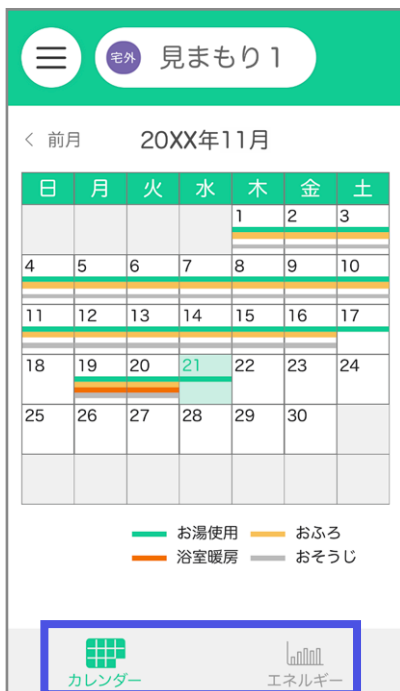 宅外 見まもり1
< 前月 20XX年11月
日 月 火 水 木 金 土
1 2 3
4 5 6 7 8 9 10
11 12 13 14 15 16 17
18 19 20 21 22 23 24
25 26 27 28 29 30
お湯使用 おふろ
浴室暖房 おそうじ
カレンダー エネルギー